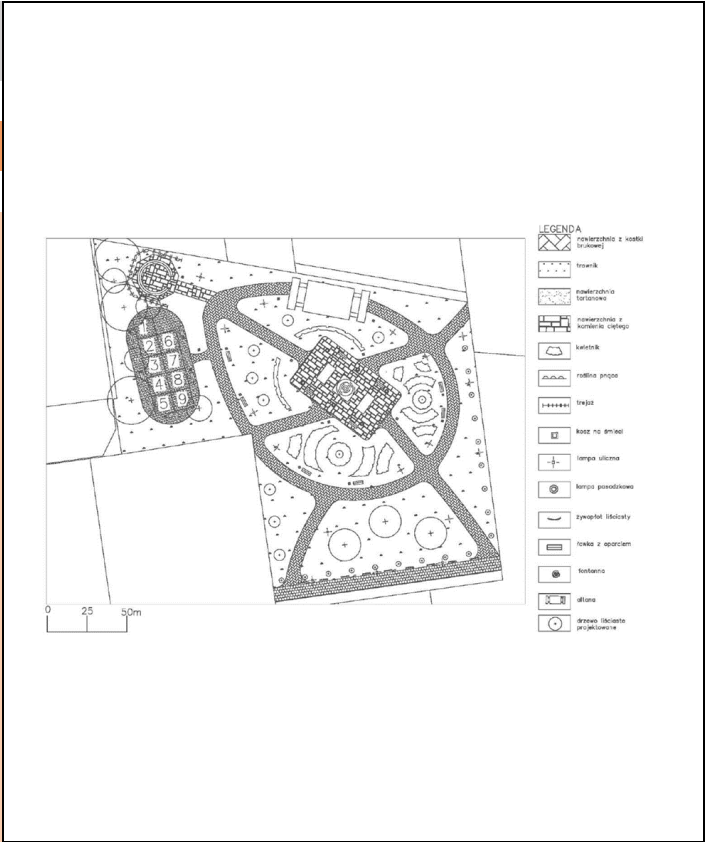 LEGENDA
nawierzchnia z kostki
brukowej
trawnik
nawierzchnia
tartanowa
nawierzchnia z
kamienia ciętego
kwietnik
roślina pnąca
trejaż
kosz na śmieci
lampa uliczna
lampa posadzkowa
żywopłot liściasty
ławka z oparciem
fontanna
altana
drzewo liściaste
projektowane
1
2 6
3 7
4 8
5 9
0 25 50m